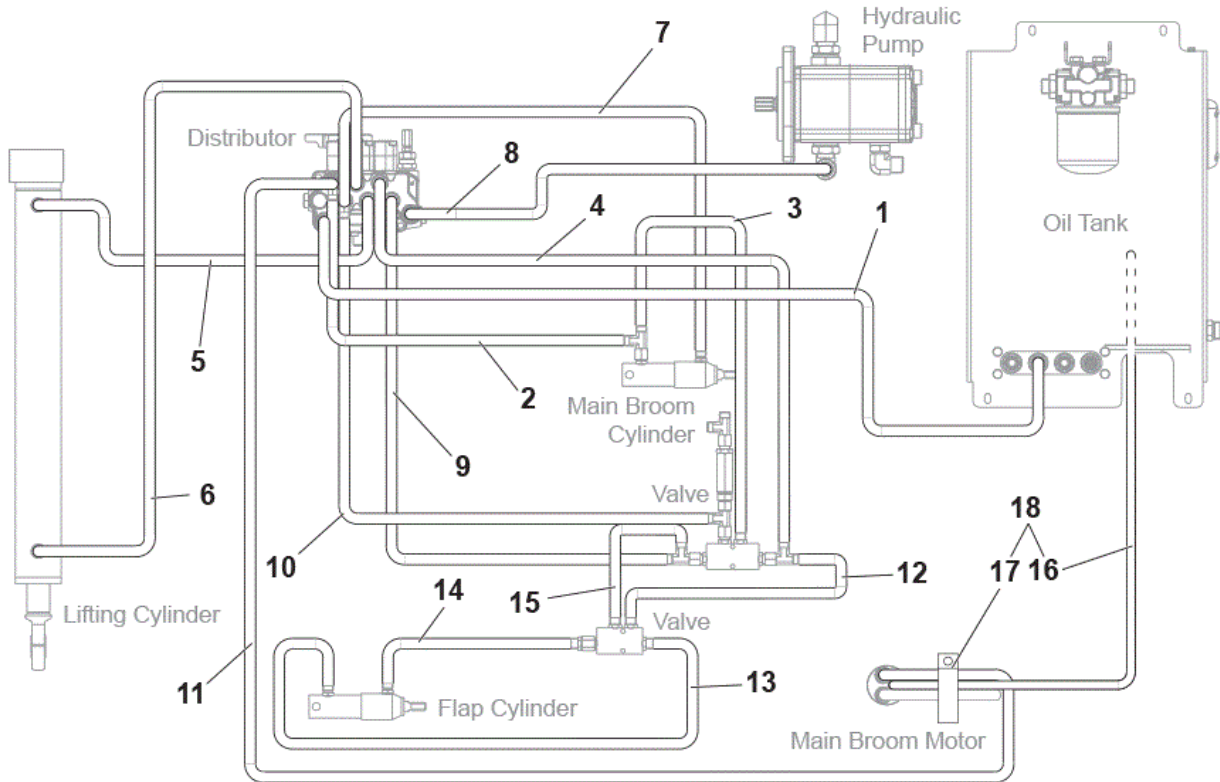 Hydraulic
Pump
7
Distributor
8
4
3
1
Oil Tank
5
2
Main Broom
Cylinder
9
6
Valve
18
10
17
16
12
14
15
Lifting Cylinder
Valve
11
13
Flap Cylinder
Main Broom Motor